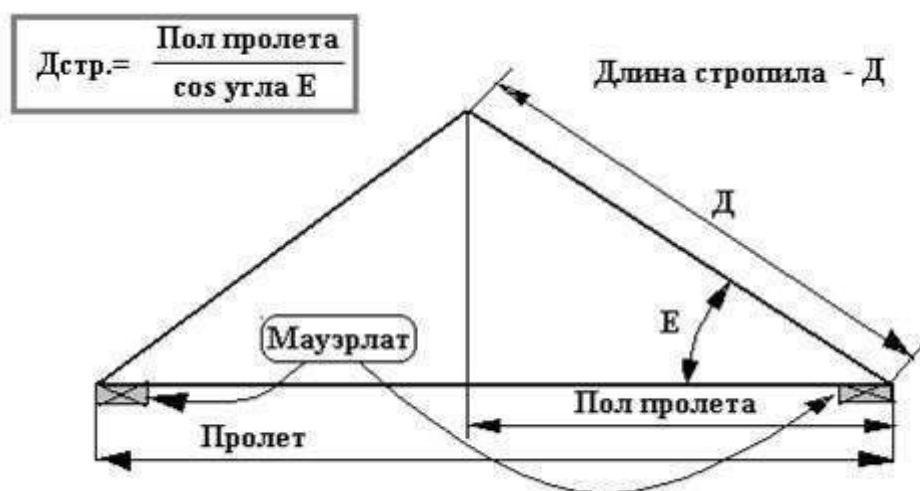 Дстр.= Пол пролета
cos угла Е
Длина стропила - Д
Д
Е
Мауэрлат
Пол пролета
Пролет